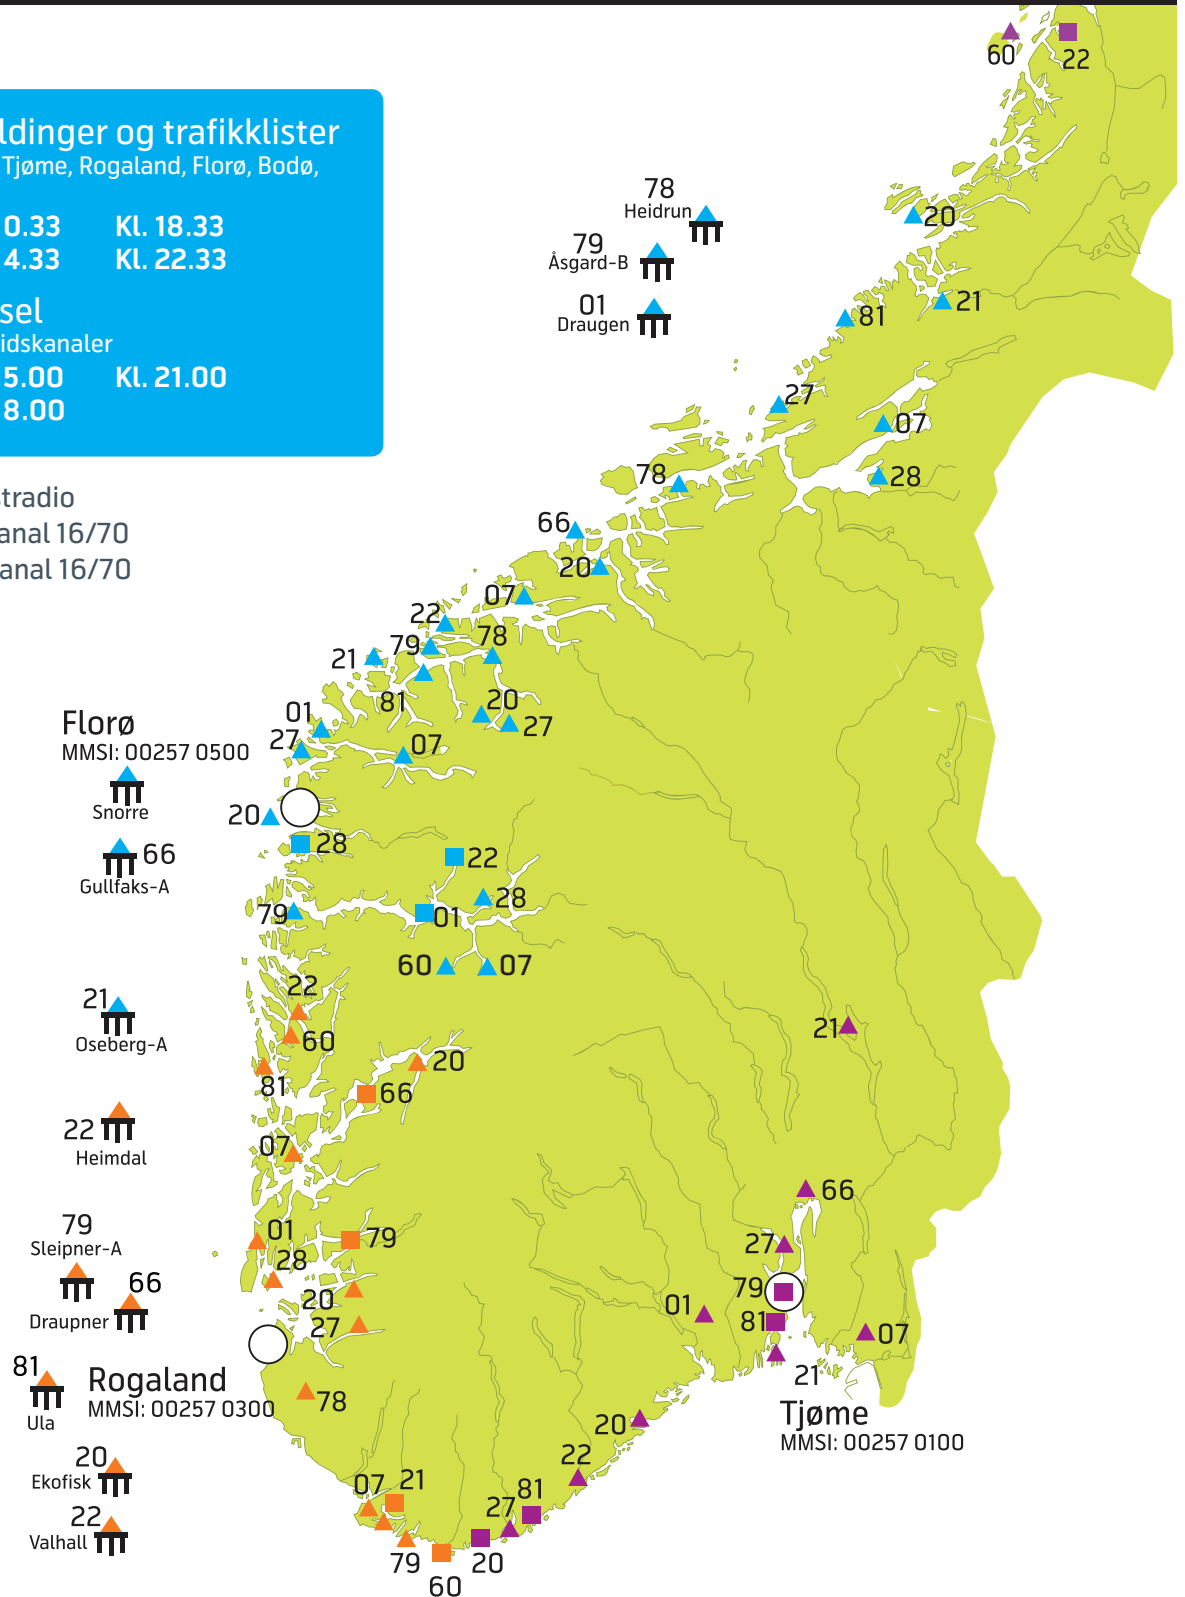 60
22
ldinger og trafikklister
Tjøme, Rogaland, Florø, Bodø,
0.33 Kl. 18.33
4.33 Kl. 22.33
sel
idskanaler
5.00 Kl. 21.00
8.00
stradio
anal 16/70
anal 16/70
78
Heidrun
79
Åsgard-B
01
Draugen
20
21
81
27
07
28
78
66
20
07
22
79
78
21
81
20
27
01
27
07
Florø
MMSI: 00257 0500
Snorre
20
28
66
Gullfaks-A
22
28
79
01
60
07
22
21
Oseberg-A
60
81
20
66
21
22
Heimdal
07
66
79
Sleipner-A
01
79
27
28
66
Draupner
20
27
79
01
81
07
21
81
Ula
Rogaland
MMSI: 00257 0300
78
Tjøme
MMSI: 00257 0100
20
22
20
Ekofisk
07
21
27
81
22
Valhall
79
60
20